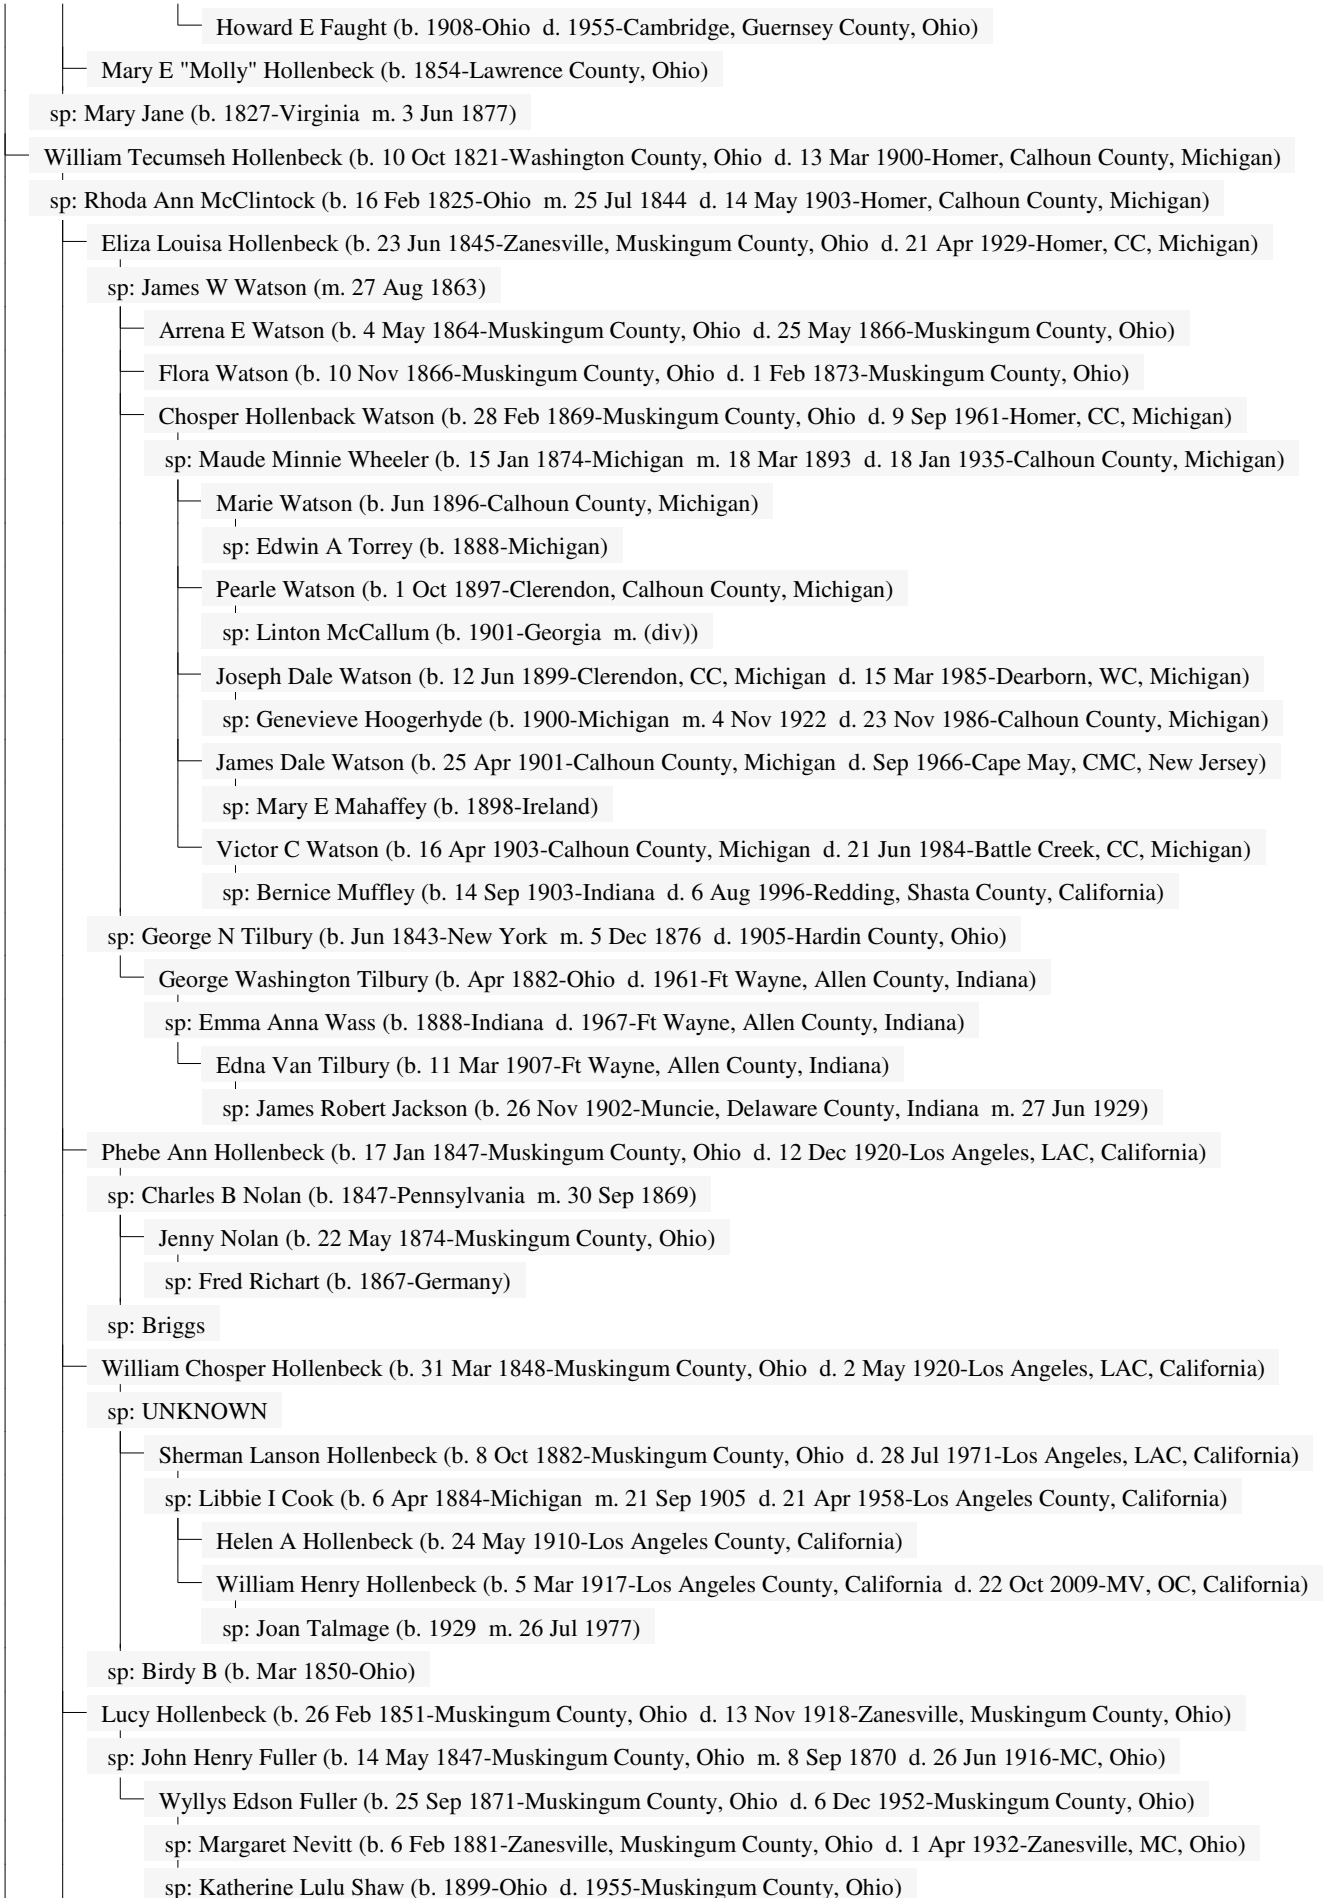 Howard E Faught (b. 1908-Ohio d. 1955-Cambridge, Guernsey County, Ohio)
Mary E "Molly" Hollenbeck (b. 1854-Lawrence County, Ohio)
sp: Mary Jane (b. 1827-Virginia m. 3 Jun 1877)
William Tecumseh Hollenbeck (b. 10 Oct 1821-Washington County, Ohio d. 13 Mar 1900-Homer, Calhoun County, Michigan)
sp: Rhoda Ann McClintock (b. 16 Feb 1825-Ohio m. 25 Jul 1844 d. 14 May 1903-Homer, Calhoun County, Michigan)
Eliza Louisa Hollenbeck (b. 23 Jun 1845-Zanesville, Muskingum County, Ohio d. 21 Apr 1929-Homer, CC, Michigan)
sp: James W Watson (m. 27 Aug 1863)
Arrena E Watson (b. 4 May 1864-Muskingum County, Ohio d. 25 May 1866-Muskingum County, Ohio)
Flora Watson (b. 10 Nov 1866-Muskingum County, Ohio d. 1 Feb 1873-Muskingum County, Ohio)
Chosper Hollenback Watson (b. 28 Feb 1869-Muskingum County, Ohio d. 9 Sep 1961-Homer, CC, Michigan)
sp: Maude Minnie Wheeler (b. 15 Jan 1874-Michigan m. 18 Mar 1893 d. 18 Jan 1935-Calhoun County, Michigan)
Marie Watson (b. Jun 1896-Calhoun County, Michigan)
sp: Edwin A Torrey (b. 1888-Michigan)
Pearle Watson (b. 1 Oct 1897-Clerendon, Calhoun County, Michigan)
sp: Linton McCallum (b. 1901-Georgia m. (div))
Joseph Dale Watson (b. 12 Jun 1899-Clerendon, CC, Michigan d. 15 Mar 1985-Dearborn, WC, Michigan)
sp: Genevieve Hoogerhyde (b. 1900-Michigan m. 4 Nov 1922 d. 23 Nov 1986-Calhoun County, Michigan)
James Dale Watson (b. 25 Apr 1901-Calhoun County, Michigan d. Sep 1966-Cape May, CMC, New Jersey)
sp: Mary E Mahaffey (b. 1898-Ireland)
Victor C Watson (b. 16 Apr 1903-Calhoun County, Michigan d. 21 Jun 1984-Battle Creek, CC, Michigan)
sp: Bernice Muffley (b. 14 Sep 1903-Indiana d. 6 Aug 1996-Redding, Shasta County, California)
sp: George N Tilbury (b. Jun 1843-New York m. 5 Dec 1876 d. 1905-Hardin County, Ohio)
George Washington Tilbury (b. Apr 1882-Ohio d. 1961-Ft Wayne, Allen County, Indiana)
sp: Emma Anna Wass (b. 1888-Indiana d. 1967-Ft Wayne, Allen County, Indiana)
Edna Van Tilbury (b. 11 Mar 1907-Ft Wayne, Allen County, Indiana)
sp: James Robert Jackson (b. 26 Nov 1902-Muncie, Delaware County, Indiana m. 27 Jun 1929)
Phebe Ann Hollenbeck (b. 17 Jan 1847-Muskingum County, Ohio d. 12 Dec 1920-Los Angeles, LAC, California)
sp: Charles B Nolan (b. 1847-Pennsylvania m. 30 Sep 1869)
Jenny Nolan (b. 22 May 1874-Muskingum County, Ohio)
sp: Fred Richart (b. 1867-Germany)
sp: Briggs
William Chosper Hollenbeck (b. 31 Mar 1848-Muskingum County, Ohio d. 2 May 1920-Los Angeles, LAC, California)
sp: UNKNOWN
Sherman Lanson Hollenbeck (b. 8 Oct 1882-Muskingum County, Ohio d. 28 Jul 1971-Los Angeles, LAC, California)
sp: Libbie I Cook (b. 6 Apr 1884-Michigan m. 21 Sep 1905 d. 21 Apr 1958-Los Angeles County, California)
Helen A Hollenbeck (b. 24 May 1910-Los Angeles County, California)
William Henry Hollenbeck (b. 5 Mar 1917-Los Angeles County, California d. 22 Oct 2009-MV, OC, California)
sp: Joan Talmage (b. 1929 m. 26 Jul 1977)
sp: Birdy B (b. Mar 1850-Ohio)
Lucy Hollenbeck (b. 26 Feb 1851-Muskingum County, Ohio d. 13 Nov 1918-Zanesville, Muskingum County, Ohio)
sp: John Henry Fuller (b. 14 May 1847-Muskingum County, Ohio m. 8 Sep 1870 d. 26 Jun 1916-MC, Ohio)
Wyllys Edson Fuller (b. 25 Sep 1871-Muskingum County, Ohio d. 6 Dec 1952-Muskingum County, Ohio)
sp: Margaret Nevitt (b. 6 Feb 1881-Zanesville, Muskingum County, Ohio d. 1 Apr 1932-Zanesville, MC, Ohio)
sp: Katherine Lulu Shaw (b. 1899-Ohio d. 1955-Muskingum County, Ohio)